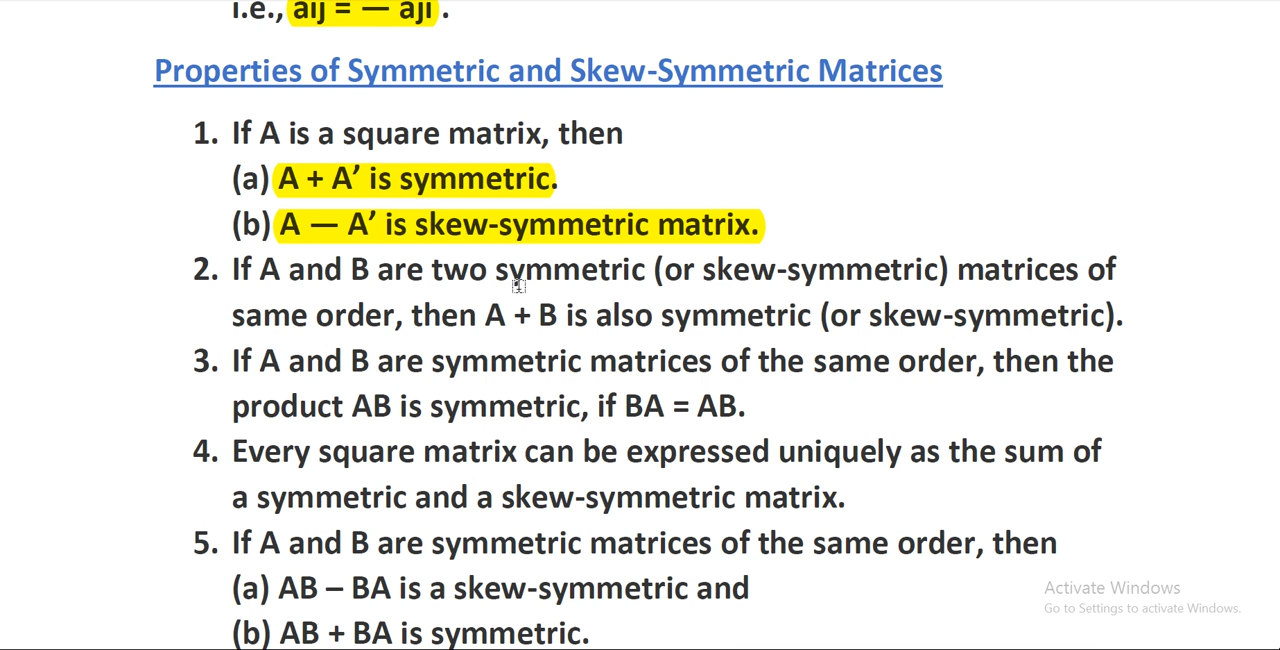 i.e., aij = — aji .
Properties of Symmetric and Skew-Symmetric Matrices
1. If A is a square matrix, then
(a) A + A’ is symmetric.
(b) A — A’ is skew-symmetric matrix.
2. If A and B are two symmetric (or skew-symmetric) matrices of
same order, then A + B is also symmetric (or skew-symmetric).
3. If A and B are symmetric matrices of the same order, then the
product AB is symmetric, if BA = AB.
4. Every square matrix can be expressed uniquely as the sum of
a symmetric and a skew-symmetric matrix.
5. If A and B are symmetric matrices of the same order, then
(a) AB – BA is a skew-symmetric and
(b) AB + BA is symmetric.
Activate Windows
Go to Settings to activate Windows.